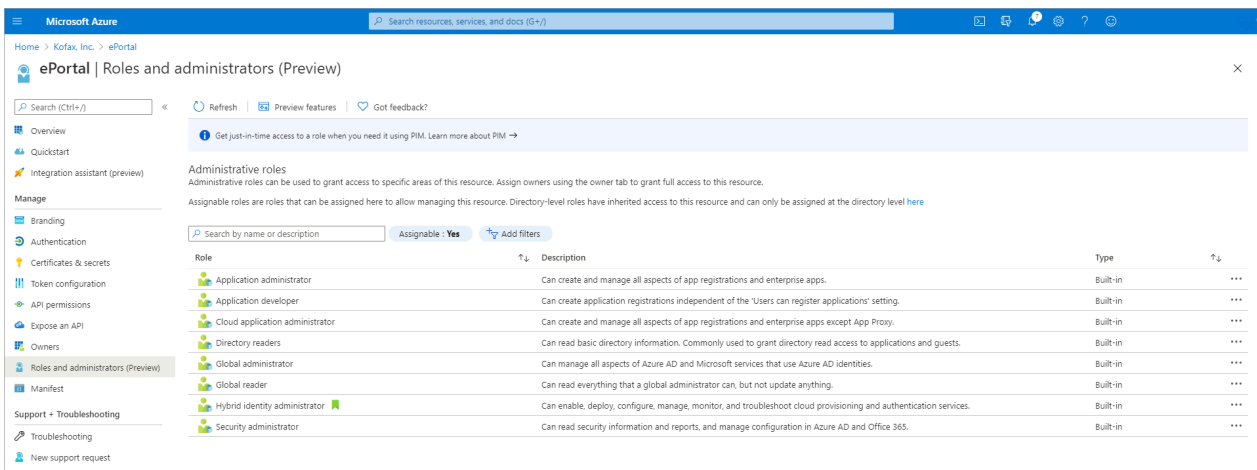 Microsoft Azure
Search resources, services, and docs (G+/)
7
Home > Kofax, Inc. > ePortal
ePortal | Roles and administrators (Preview)
Search (Ctrl+/)
«
Refresh
Preview features
Got feedback?
Overview
Quickstart
Integration assistant (preview)
Manage
Branding
Authentication
Certificates & secrets
Token configuration
API permissions
Expose an API
Owners
Roles and administrators (Preview)
Manifest
Support + Troubleshooting
Troubleshooting
New support request
Get just-in-time access to a role when you need it using PIM. Learn more about PIM →
Administrative roles
Administrative roles can be used to grant access to specific areas of this resource. Assign owners using the owner tab to grant full access to this resource.
Assignable roles are roles that can be assigned here to allow managing this resource. Directory-level roles have inherited access to this resource and can only be assigned at the directory level here
Search by name or description
Assignable : Yes
Add filters
Role ↑↓ Description Type ↑↓
Application administrator Can create and manage all aspects of app registrations and enterprise apps. Built-in ...
Application developer Can create application registrations independent of the 'Users can register applications' setting. Built-in ...
Cloud application administrator Can create and manage all aspects of app registrations and enterprise apps except App Proxy. Built-in ...
Directory readers Can read basic directory information. Commonly used to grant directory read access to applications and guests. Built-in ...
Global administrator Can manage all aspects of Azure AD and Microsoft services that use Azure AD identities. Built-in ...
Global reader Can read everything that a global administrator can, but not update anything. Built-in ...
Hybrid identity administrator Can enable, deploy, configure, manage, monitor, and troubleshoot cloud provisioning and authentication services. Built-in ...
Security administrator Can read security information and reports, and manage configuration in Azure AD and Office 365. Built-in ...